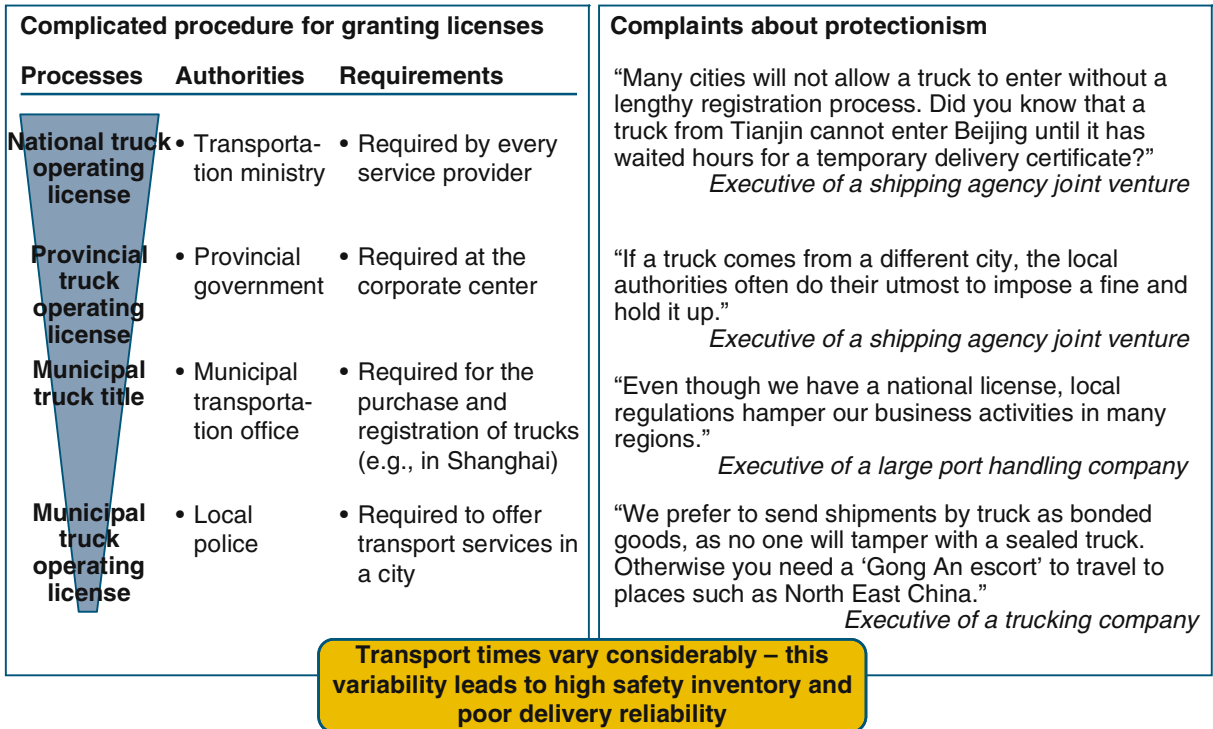 Complicated procedure for granting licenses
Processes Authorities Requirements
National truck
operating
license
• Transporta-
tion ministry
• Required by every
service provider
Provincial
truck
operating
license
• Provincial
government
• Required at the
corporate center
Municipal
truck title
• Municipal
transporta-
tion office
• Required for the
purchase and
registration of trucks
(e.g., in Shanghai)
Municipal
truck
operating
license
• Local
police
• Required to offer
transport services in
a city
Complaints about protectionism
“Many cities will not allow a truck to enter without a
lengthy registration process. Did you know that a
truck from Tianjin cannot enter Beijing until it has
waited hours for a temporary delivery certificate?”
Executive of a shipping agency joint venture
“If a truck comes from a different city, the local
authorities often do their utmost to impose a fine and
hold it up.”
Executive of a shipping agency joint venture
“Even though we have a national license, local
regulations hamper our business activities in many
regions.”
Executive of a large port handling company
“We prefer to send shipments by truck as bonded
goods, as no one will tamper with a sealed truck.
Otherwise you need a ‘Gong An escort’ to travel to
places such as North East China.”
Executive of a trucking company
Transport times vary considerably – this
variability leads to high safety inventory and
poor delivery reliability